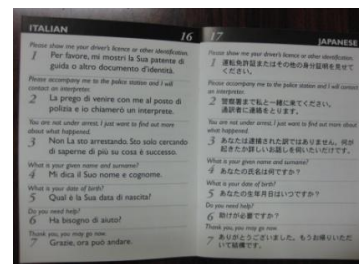 ITALIAN
16
Please show me your driver's licence or other identification.
1 Per favore, mi mostri la Sua patente di
guida o altro documento d'identità.
Please accompany me to the police station and I will
contact an interpreter.
2 La prego di venire con me al posto di
polizia e io chiamerò un interprete.
You are not under arrest, I just want to find out more
about what happened.
3 Non La sto arrestando. Sto solo cercando
di saperne di più su cosa è successo.
What is your given name and surname?
4 Mi dica il Suo nome e cognome.
What is your date of birth?
5 Qual è la Sua data di nascita?
Do you need help?
6 Ha bisogno di aiuto?
Thank you, you may go now.
7 Grazie, ora può andare.
17
JAPANESE
Please show me your driver's licence or other identification.
1 運転免許証またはその他の身分証明を見せて
ください。
Please accompany me to the police station and I will
contact an interpreter.
2 警察署まで私と一緒に来てください。
通訳者に連絡をとります。
You are not under arrest, I just want to find out more
about what happened.
3 あなたは逮捕された訳ではありません。何が
起きたか詳しいお話しを伺いたいだけです。
What is your given name and surname?
4 あなたの氏名は何ですか？
What is your date of birth?
5 あなたの生年月日はいつですか？
Do you need help?
6 助けが必要ですか？
Thank you, you may go now.
7 ありがとうございました。もうお帰りいただ
いて結構です。